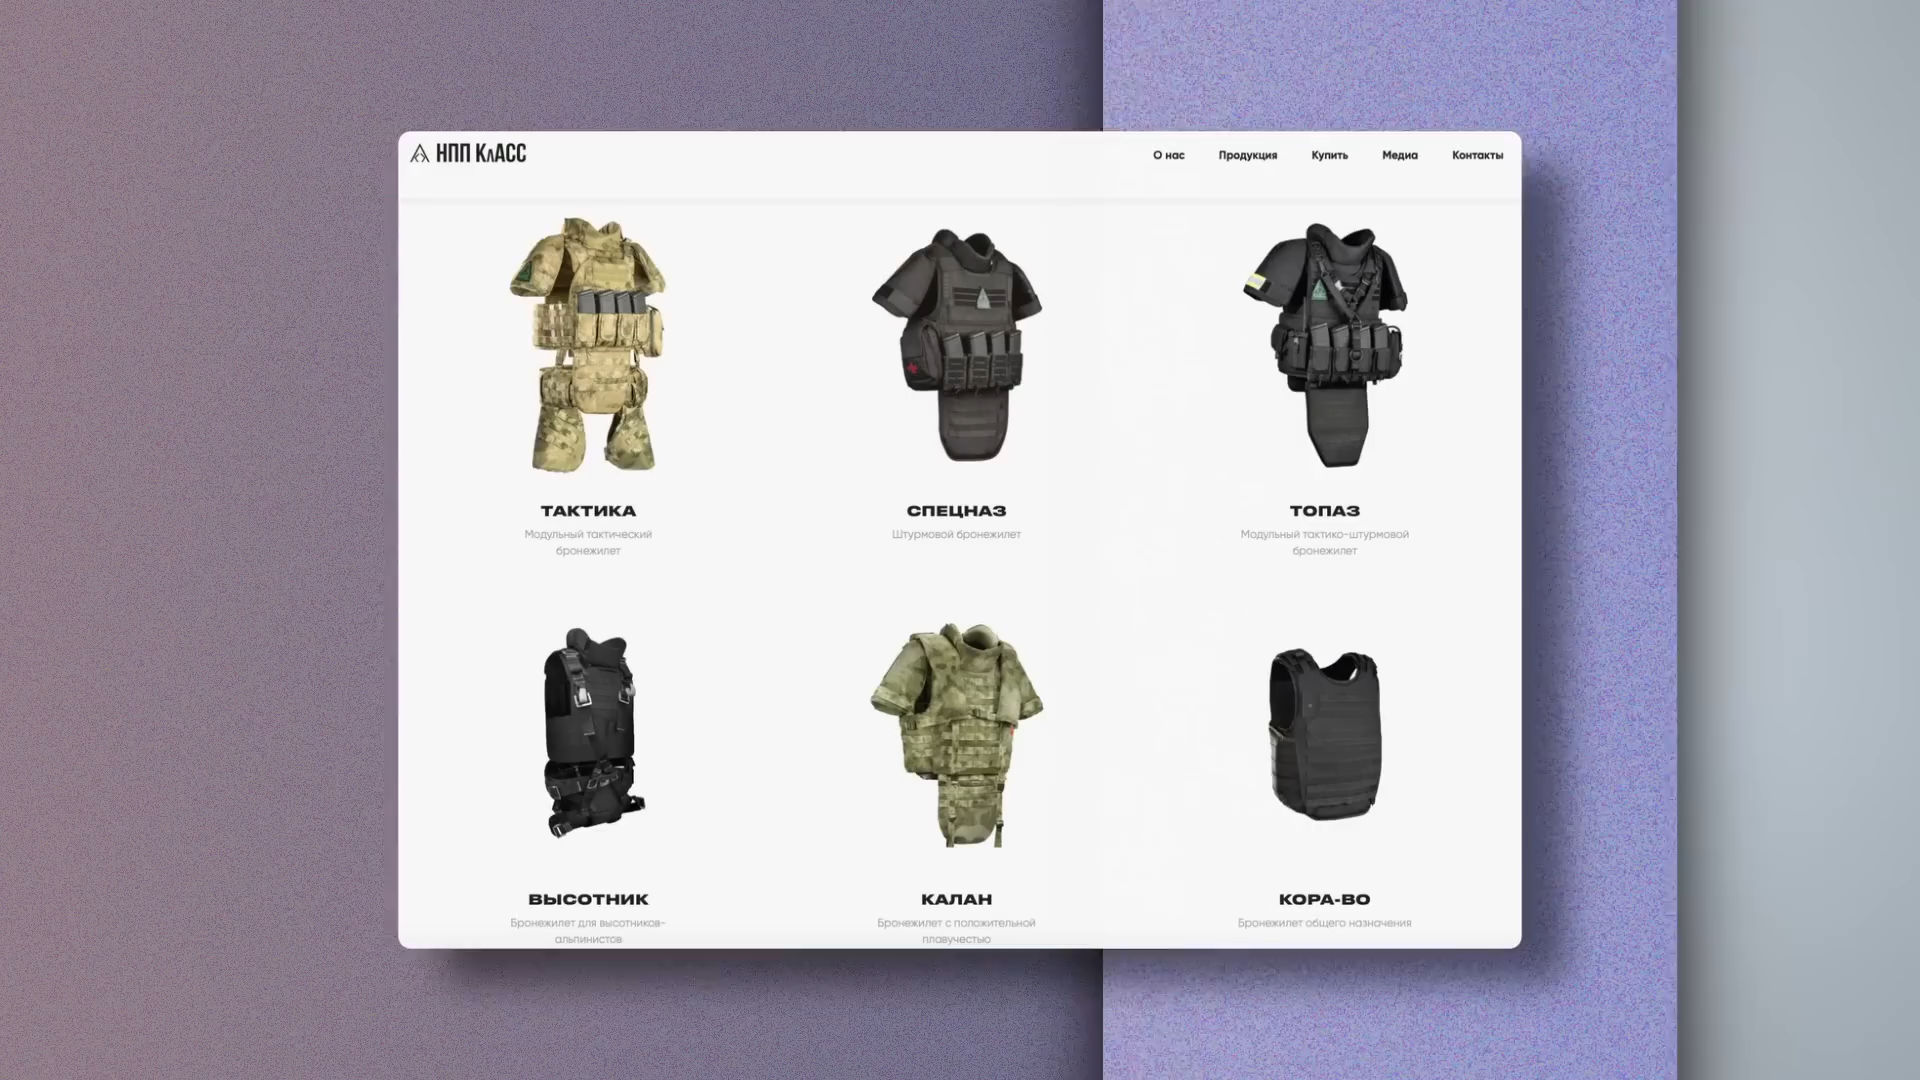 НПП КлАСС
О нас
Продукция
Купить
Медиа
Контакты
ТАКТИКА
Модульный тактический
бронежилет
СПЕЦНАЗ
Штурмовой бронежилет
ТОПАЗ
Модульный тактико-штурмовой
бронежилет
ВЫСОТНИК
Бронежилет для высотников-
альпинистов
КАЛАН
Бронежилет с положительной
плавучестью
КОРА-ВО
Бронежилет общего назначения